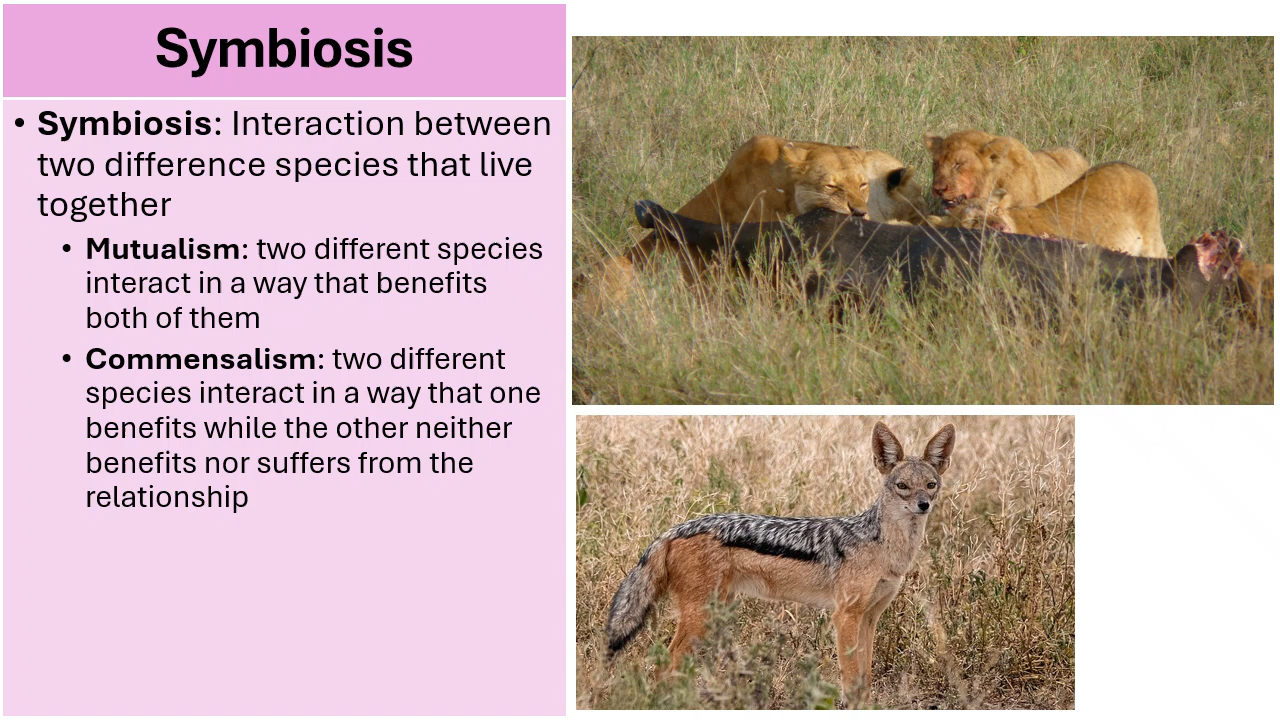 Symbiosis
• Symbiosis: Interaction between
two difference species that live
together
• Mutualism: two different species
interact in a way that benefits
both of them
• Commensalism: two different
species interact in a way that one
benefits while the other neither
benefits nor suffers from the
relationship